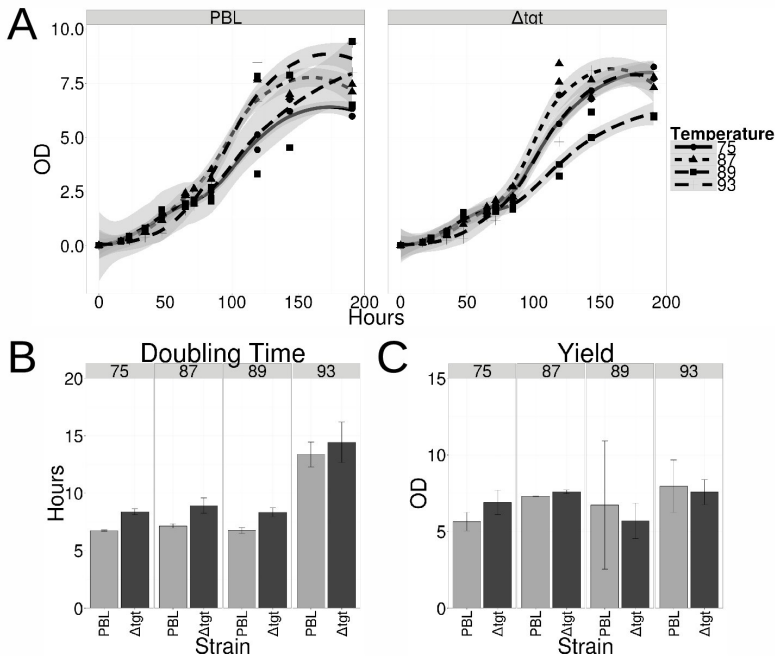 A
PBL
Δtgt
10.0
7.5
5.0
2.5
0.0
OD
0 50 100 150 200 0 50 100 150 200
Hours
Temperature
75
87
89
93
B
Doubling Time
75 87 89 93
20
15
10
5
0
Hours
PBL Δtgt PBL Δtgt PBL Δtgt PBL Δtgt
Strain
C
Yield
75 87 89 93
15
10
5
0
OD
PBL Δtgt PBL Δtgt PBL Δtgt PBL Δtgt
Strain